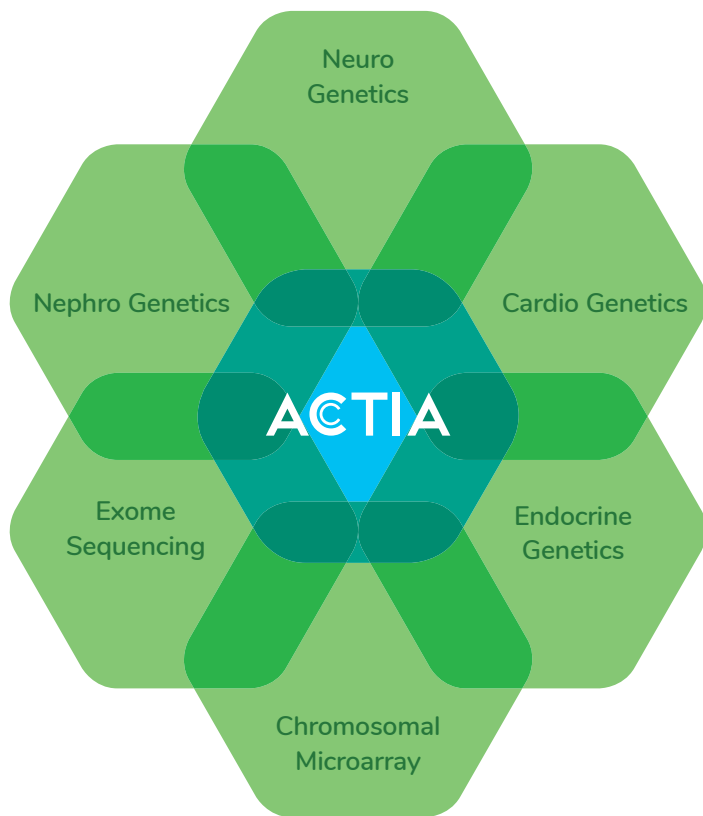 Neuro
Genetics
Nephro Genetics
Cardio Genetics
ACTIA
Exome
Sequencing
Endocrine
Genetics
Chromosomal
Microarray